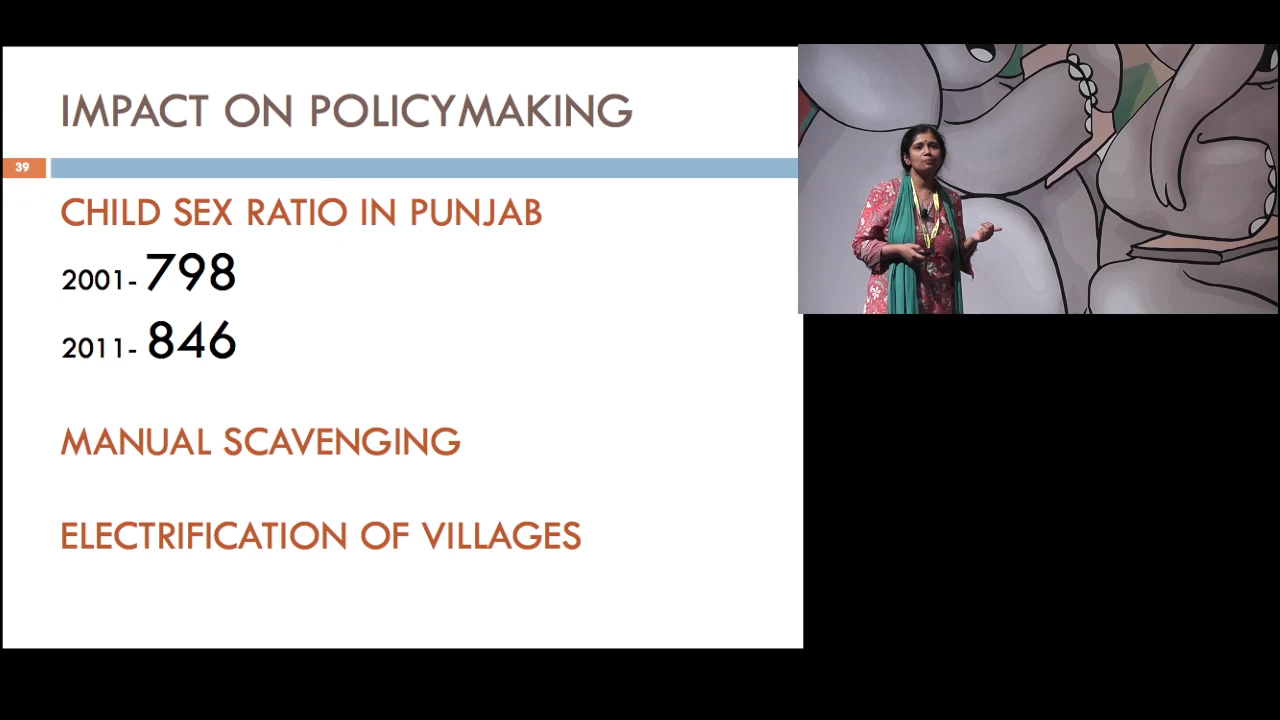 IMPACT ON POLICYMAKING
39
CHILD SEX RATIO IN PUNJAB
2001- 798
2011- 846
MANUAL SCAVENGING
ELECTRIFICATION OF VILLAGES